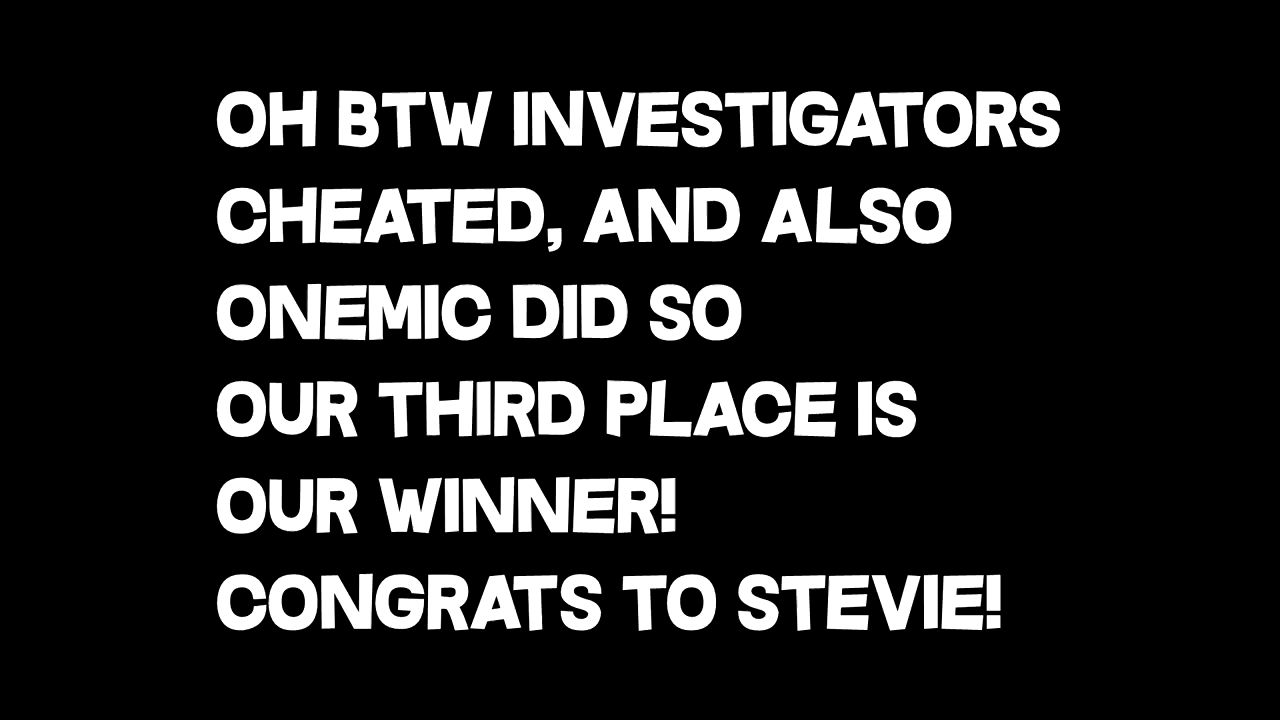 OH BTW INVESTIGATORS
CHEATED, AND ALSO
ONEMIC DID SO
OUR THIRD PLACE IS
OUR WINNER!
CONGRATS TO STEVIE!